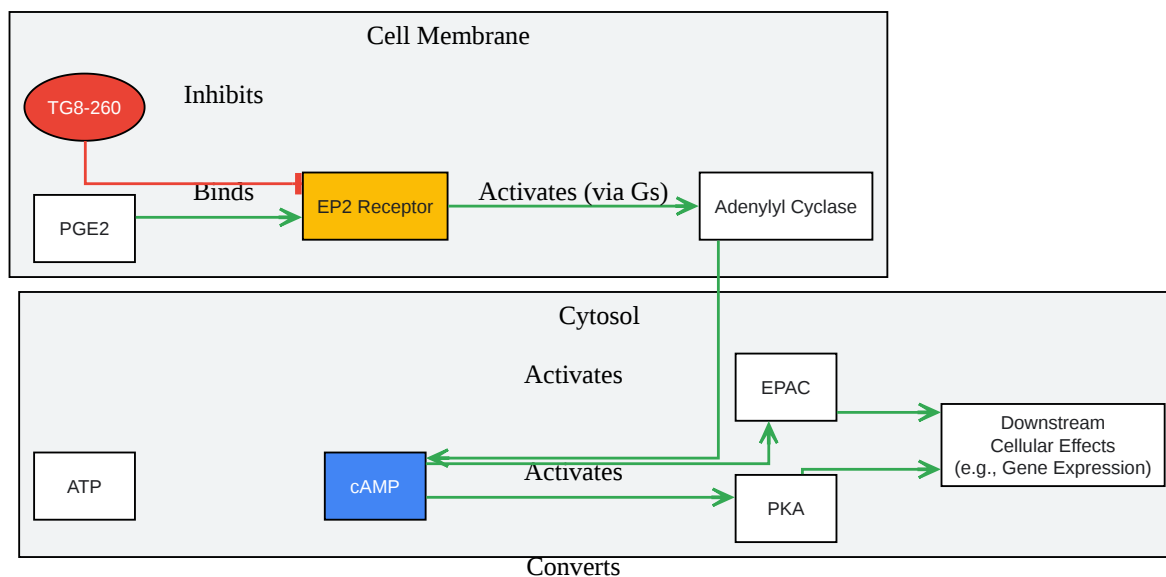 Cell Membrane
TG8-260
Inhibits
Binds
PGE2
EP2 Receptor
Activates (via Gs)
Adenylyl Cyclase
Cytosol
Activates
EPAC
Downstream
Cellular Effects
(e.g., Gene Expression)
ATP
cAMP
Activates
PKA
Converts